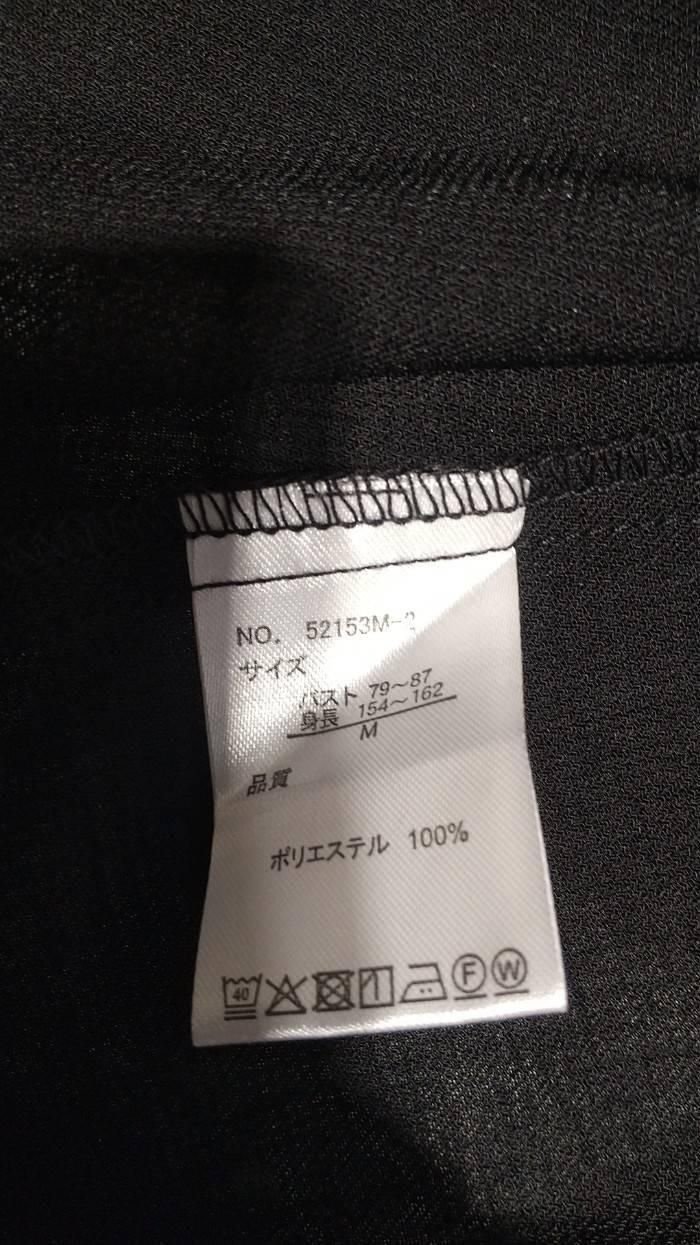 NO. 52153M-2
サイズ
バスト 79～87
身長 154～162
M
品質
ポリエステル 100%
40 F W